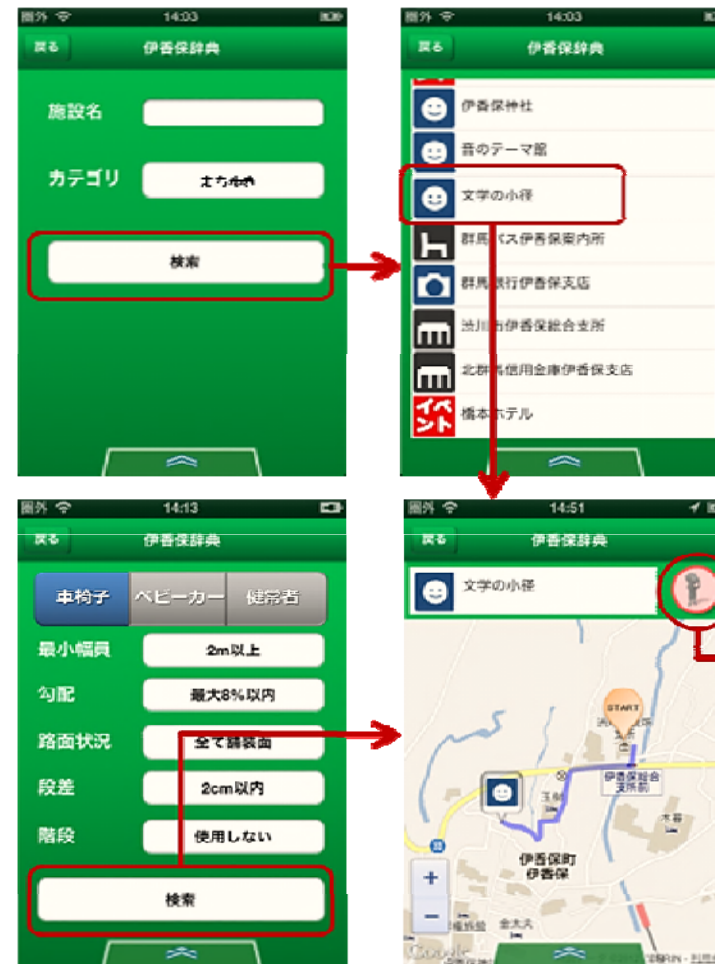 圏外 14:03
戻る 伊香保辞典
施設名
カテゴリ まちゆめ
検索
圏外 14:03
戻る 伊香保辞典
伊香保神社
音のテーマ館
文学の小径
群馬バス伊香保案内所
群馬銀行伊香保支店
渋川市伊香保総合支所
北群馬信用金庫伊香保支店
イベント 橋本ホテル
圏外 14:13
戻る 伊香保辞典
車椅子 ベビーカー 健常者
最小幅員 2m以上
勾配 最大8%以内
路面状況 全て舗装面
段差 2cm以内
階段 使用しない
検索
圏外 14:51
戻る 伊香保辞典
文学の小径
START
伊香保総合
支所前
木暮
伊香保町
伊香保
+
−
金太夫
Google